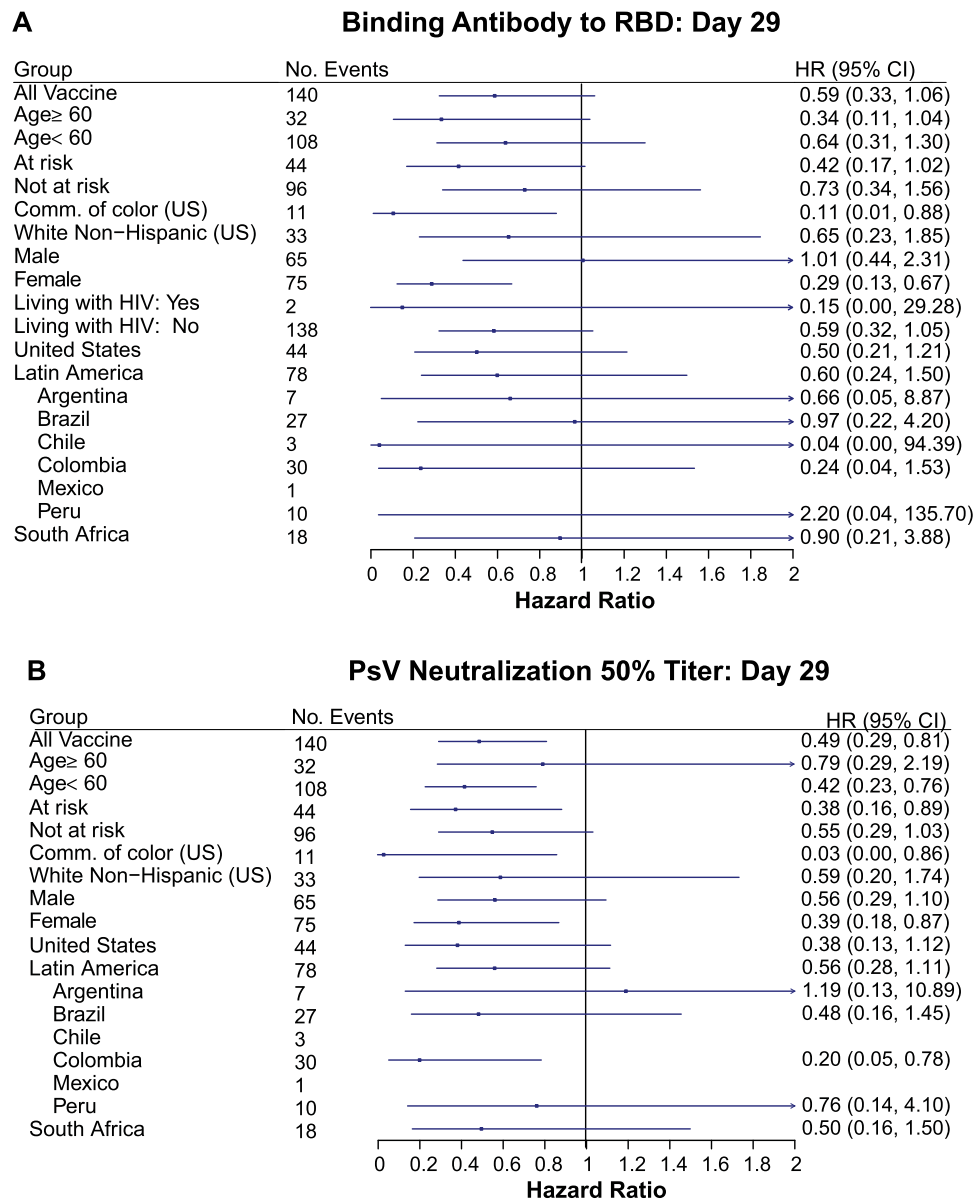 A Binding Antibody to RBD: Day 29
Group No. Events HR (95% CI)
All Vaccine 140 0.59 (0.33, 1.06)
Age≥ 60 32 0.34 (0.11, 1.04)
Age< 60 108 0.64 (0.31, 1.30)
At risk 44 0.42 (0.17, 1.02)
Not at risk 96 0.73 (0.34, 1.56)
Comm. of color (US) 11 0.11 (0.01, 0.88)
White Non−Hispanic (US) 33 0.65 (0.23, 1.85)
Male 65 1.01 (0.44, 2.31)
Female 75 0.29 (0.13, 0.67)
Living with HIV: Yes 2 0.15 (0.00, 29.28)
Living with HIV: No 138 0.59 (0.32, 1.05)
United States 44 0.50 (0.21, 1.21)
Latin America 78 0.60 (0.24, 1.50)
Argentina 7 0.66 (0.05, 8.87)
Brazil 27 0.97 (0.22, 4.20)
Chile 3 0.04 (0.00, 94.39)
Colombia 30 0.24 (0.04, 1.53)
Mexico 1
Peru 10 2.20 (0.04, 135.70)
South Africa 18 0.90 (0.21, 3.88)
0 0.2 0.4 0.6 0.8 1 1.2 1.4 1.6 1.8 2
Hazard Ratio
B PsV Neutralization 50% Titer: Day 29
Group No. Events HR (95% CI)
All Vaccine 140 0.49 (0.29, 0.81)
Age≥ 60 32 0.79 (0.29, 2.19)
Age< 60 108 0.42 (0.23, 0.76)
At risk 44 0.38 (0.16, 0.89)
Not at risk 96 0.55 (0.29, 1.03)
Comm. of color (US) 11 0.03 (0.00, 0.86)
White Non−Hispanic (US) 33 0.59 (0.20, 1.74)
Male 65 0.56 (0.29, 1.10)
Female 75 0.39 (0.18, 0.87)
United States 44 0.38 (0.13, 1.12)
Latin America 78 0.56 (0.28, 1.11)
Argentina 7 1.19 (0.13, 10.89)
Brazil 27 0.48 (0.16, 1.45)
Chile 3
Colombia 30 0.20 (0.05, 0.78)
Mexico 1
Peru 10 0.76 (0.14, 4.10)
South Africa 18 0.50 (0.16, 1.50)
0 0.2 0.4 0.6 0.8 1 1.2 1.4 1.6 1.8 2
Hazard Ratio